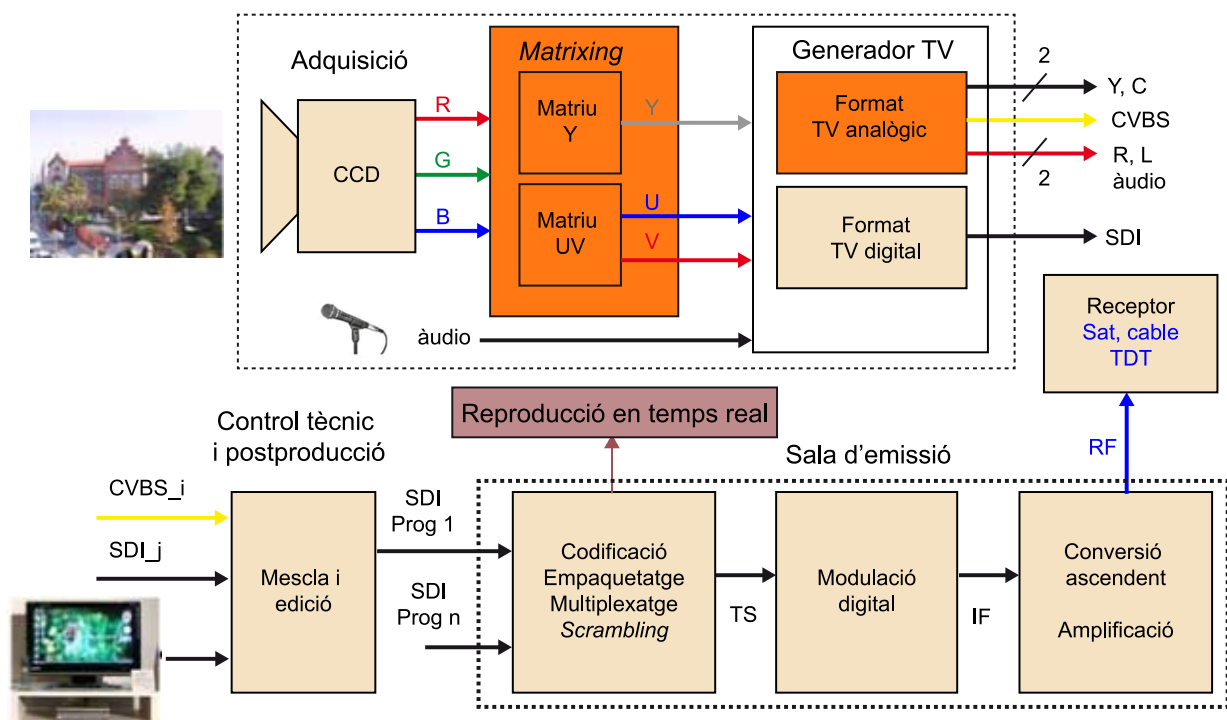 Adquisició
CCD
R
G
B
Matrixing
Matriu
Y
Matriu
UV
Y
U
V
àudio
Generador TV
Format
TV analògic
Format
TV digital
2
2
Y, C
CVBS
R, L
àudio
SDI
Receptor
Sat, cable
TDT
RF
Reproducció en temps real
Control tècnic
i postproducció
Sala d'emissió
CVBS_i
SDI_j
Mescla i
edició
SDI
Prog 1
SDI
Prog n
Codificació
Empaquetatge
Multiplexatge
Scrambling
TS
Modulació
digital
IF
Conversió
ascendent
Amplificació